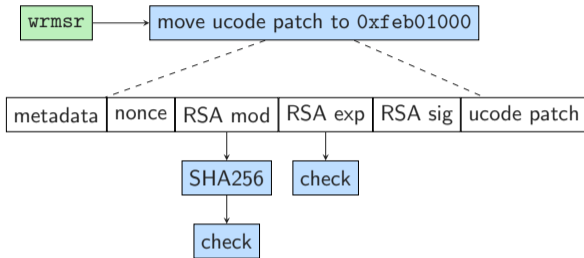 wrmsr
move ucode patch to 0xfeb01000
metadata
nonce
RSA mod
RSA exp
RSA sig
ucode patch
SHA256
check
check